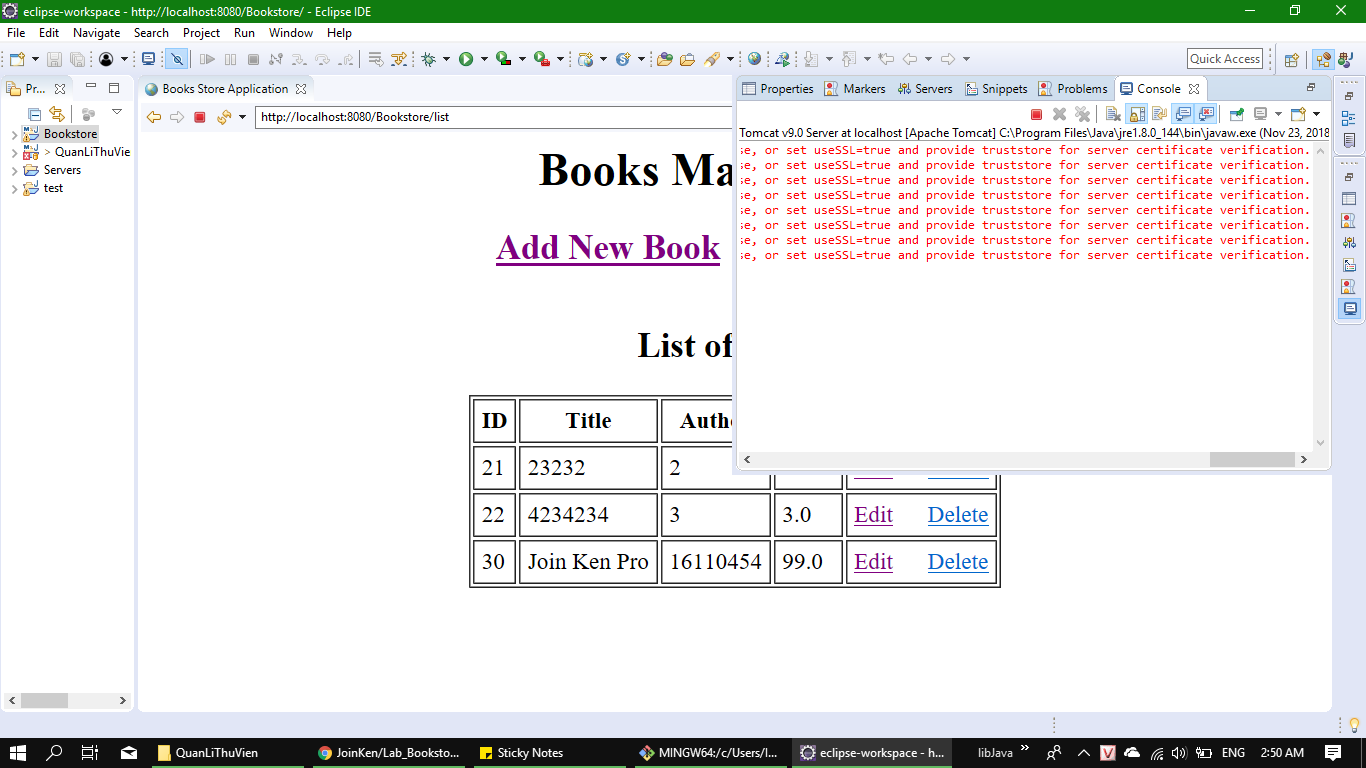 eclipse-workspace - http://localhost:8080/Bookstore/ - Eclipse IDE
File Edit Navigate Search Project Run Window Help
Quick Access
Pr...
Books Store Application
Properties Markers Servers Snippets Problems Console
http://localhost:8080/Bookstore/list
Tomcat v9.0 Server at localhost [Apache Tomcat] C:\Program Files\Java\jre1.8.0_144\bin\javaw.exe (Nov 23, 2018
se, or set useSSL=true and provide truststore for server certificate verification.
se, or set useSSL=true and provide truststore for server certificate verification.
se, or set useSSL=true and provide truststore for server certificate verification.
se, or set useSSL=true and provide truststore for server certificate verification.
se, or set useSSL=true and provide truststore for server certificate verification.
se, or set useSSL=true and provide truststore for server certificate verification.
se, or set useSSL=true and provide truststore for server certificate verification.
se, or set useSSL=true and provide truststore for server certificate verification.
Bookstore
> QuanLiThuVie
Servers
test
Books Ma
Add New Book
List of
ID Title Autho
21 23232 2
22 4234234 3 3.0 Edit Delete
30 Join Ken Pro 16110454 99.0 Edit Delete
QuanLiThuVien JoinKen/Lab_Booksto... Sticky Notes MINGW64:/c/Users/I... eclipse-workspace - h... libJava » ENG 2:50 AM